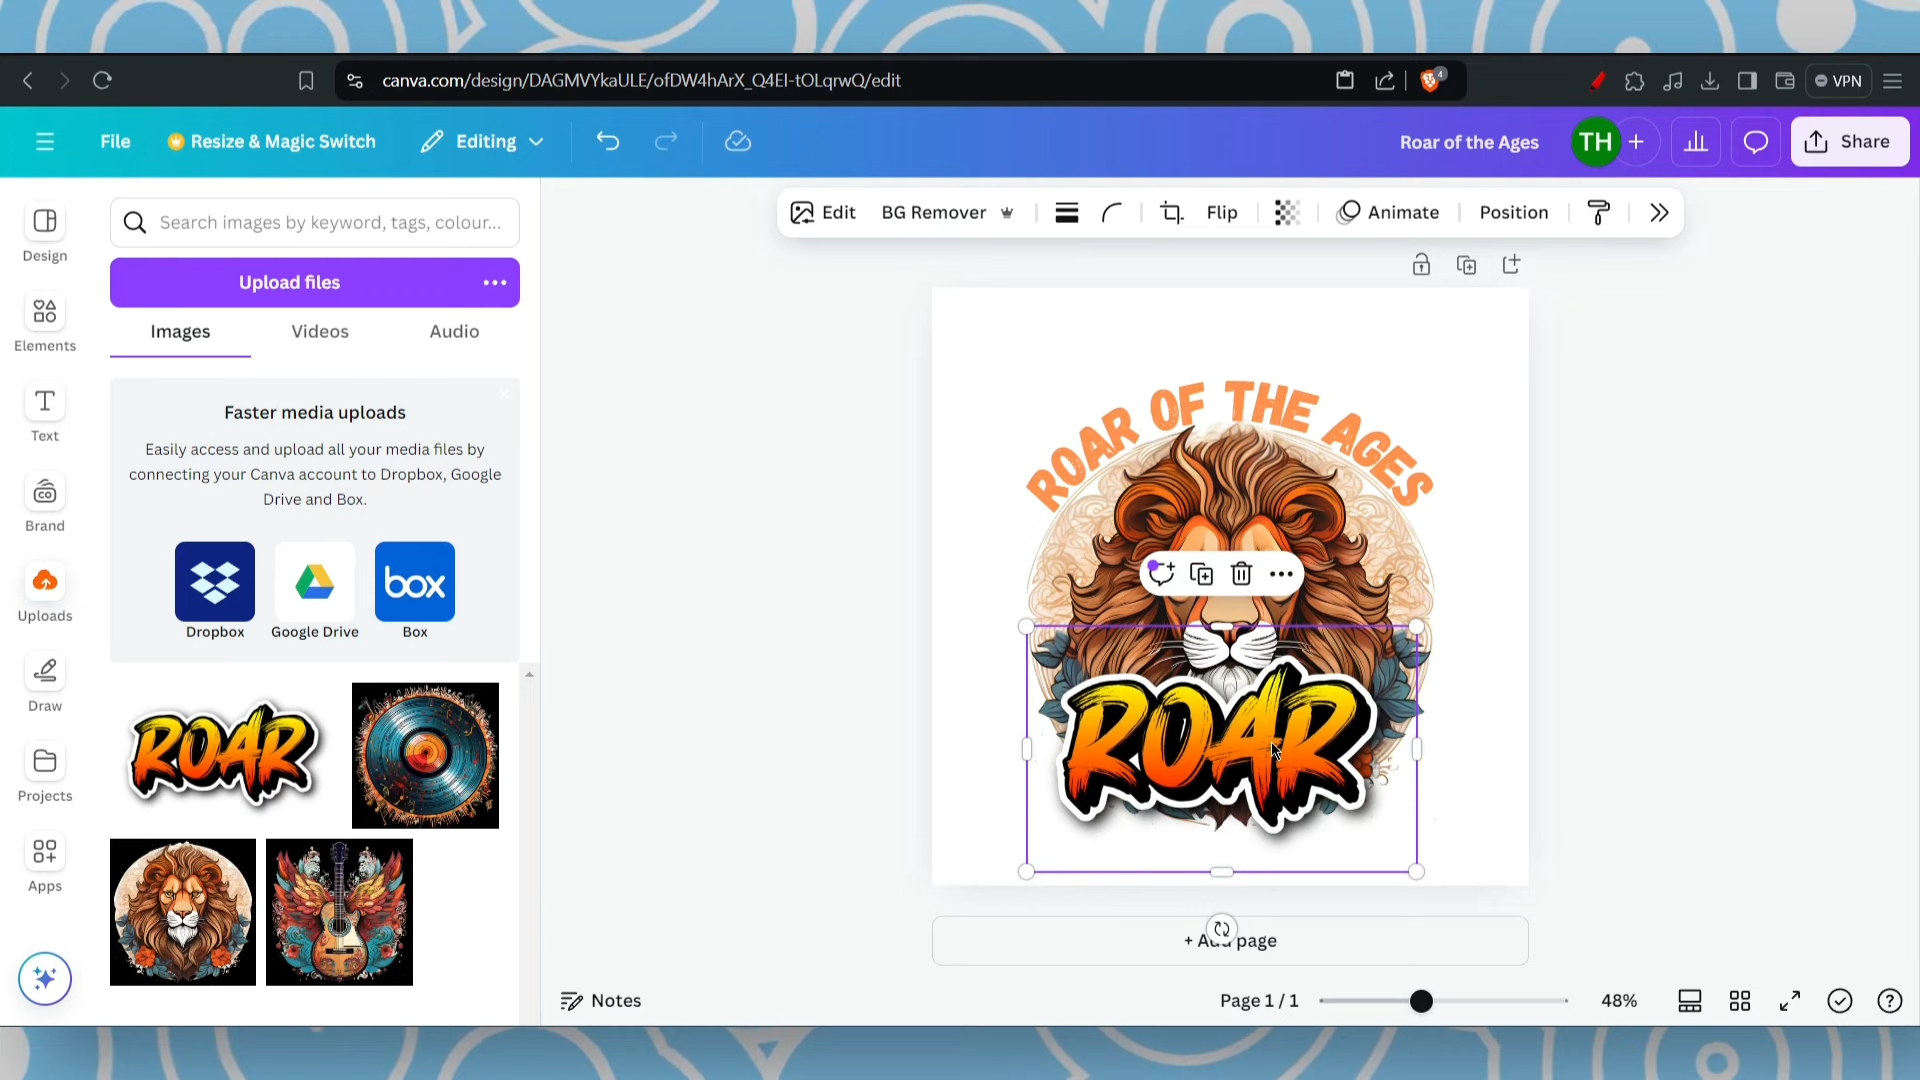 canva.com/design/DAGMVYkaULE/ofDW4hArX_Q4EI-tOLqrwQ/edit
4
VPN
File
Resize & Magic Switch
Editing
Roar of the Ages
TH
Share
Search images by keyword, tags, colour...
Edit
BG Remover
Flip
Animate
Position
Design
Upload files
Images
Videos
Audio
Elements
Faster media uploads
Easily access and upload all your media files by
connecting your Canva account to Dropbox, Google
Drive and Box.
Text
Brand
box
Dropbox
Google Drive
Box
Uploads
Draw
Projects
Apps
ROAR
ROAR OF THE AGES
ROAR
+ Add page
Notes
Page 1 / 1
48%